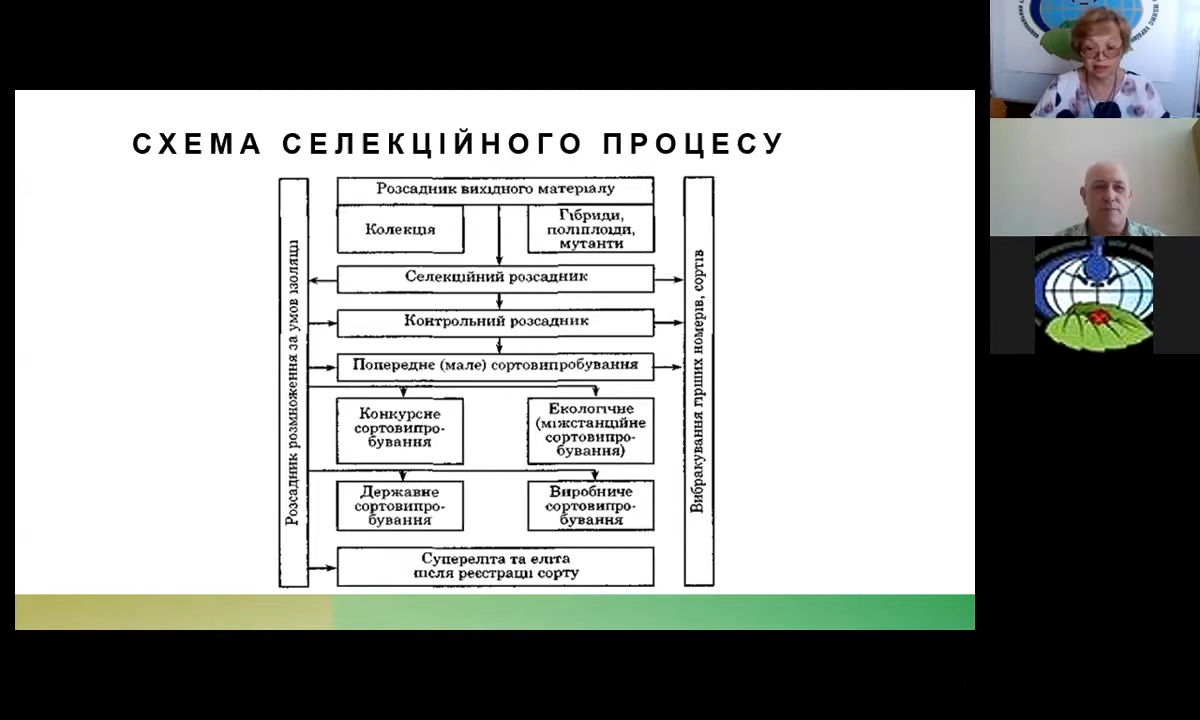 СХЕМА СЕЛЕКЦІЙНОГО ПРОЦЕСУ
Розсадник розмноження за умов ізоляції
Розсадник вихідного матеріалу
Колекція
Гібриди,
поліплоїди,
мутанти
Селекційний розсадник
Контрольний розсадник
Попереднє (мале) сортовипробування
Конкурсне
сортовипро-
бування
Екологічне
(міжстанційне
сортовипро-
бування)
Державне
сортовипро-
бування
Виробниче
сортовипро-
бування
Супереліта та еліта
після реєстрації сорту
Вибракування гірших номерів, сортів